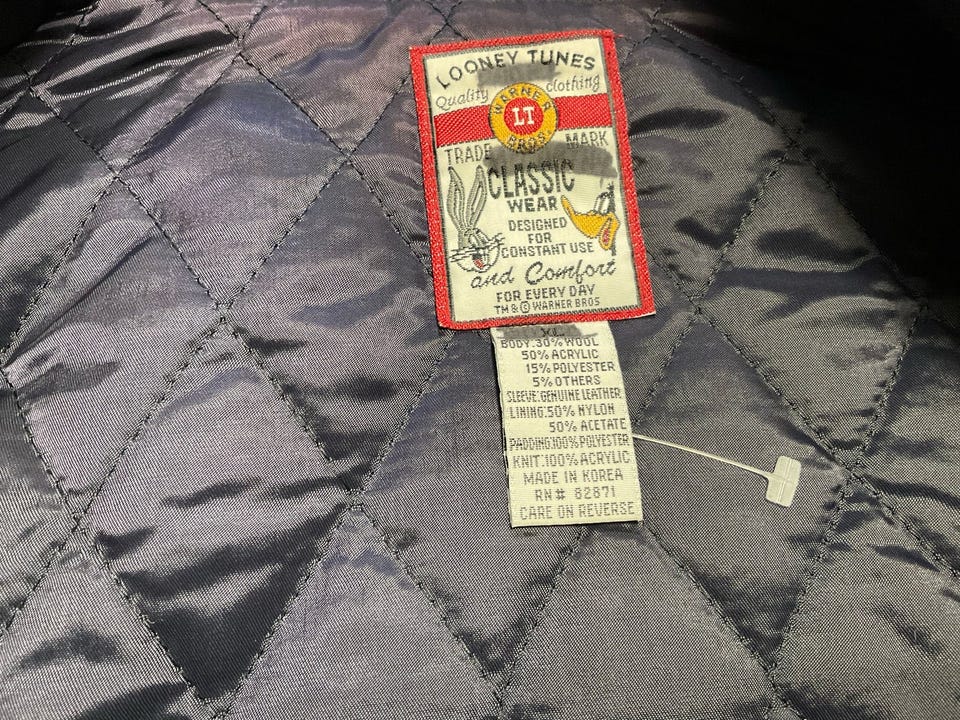 LOONEY TUNES
Quality clothing
WARNER
LT
BROS.
TRADE MARK
CLASSIC
WEAR
DESIGNED
FOR
CONSTANT USE
and Comfort
FOR EVERY DAY
TM & © WARNER BROS
XL
BODY:30% WOOL
50% ACRYLIC
15% POLYESTER
5% OTHERS
SLEEVE:GENUINE LEATHER
LINING:50% NYLON
50% ACETATE
PADDING:100% POLYESTER
KNIT:100% ACRYLIC
MADE IN KOREA
RN# 82871
CARE ON REVERSE